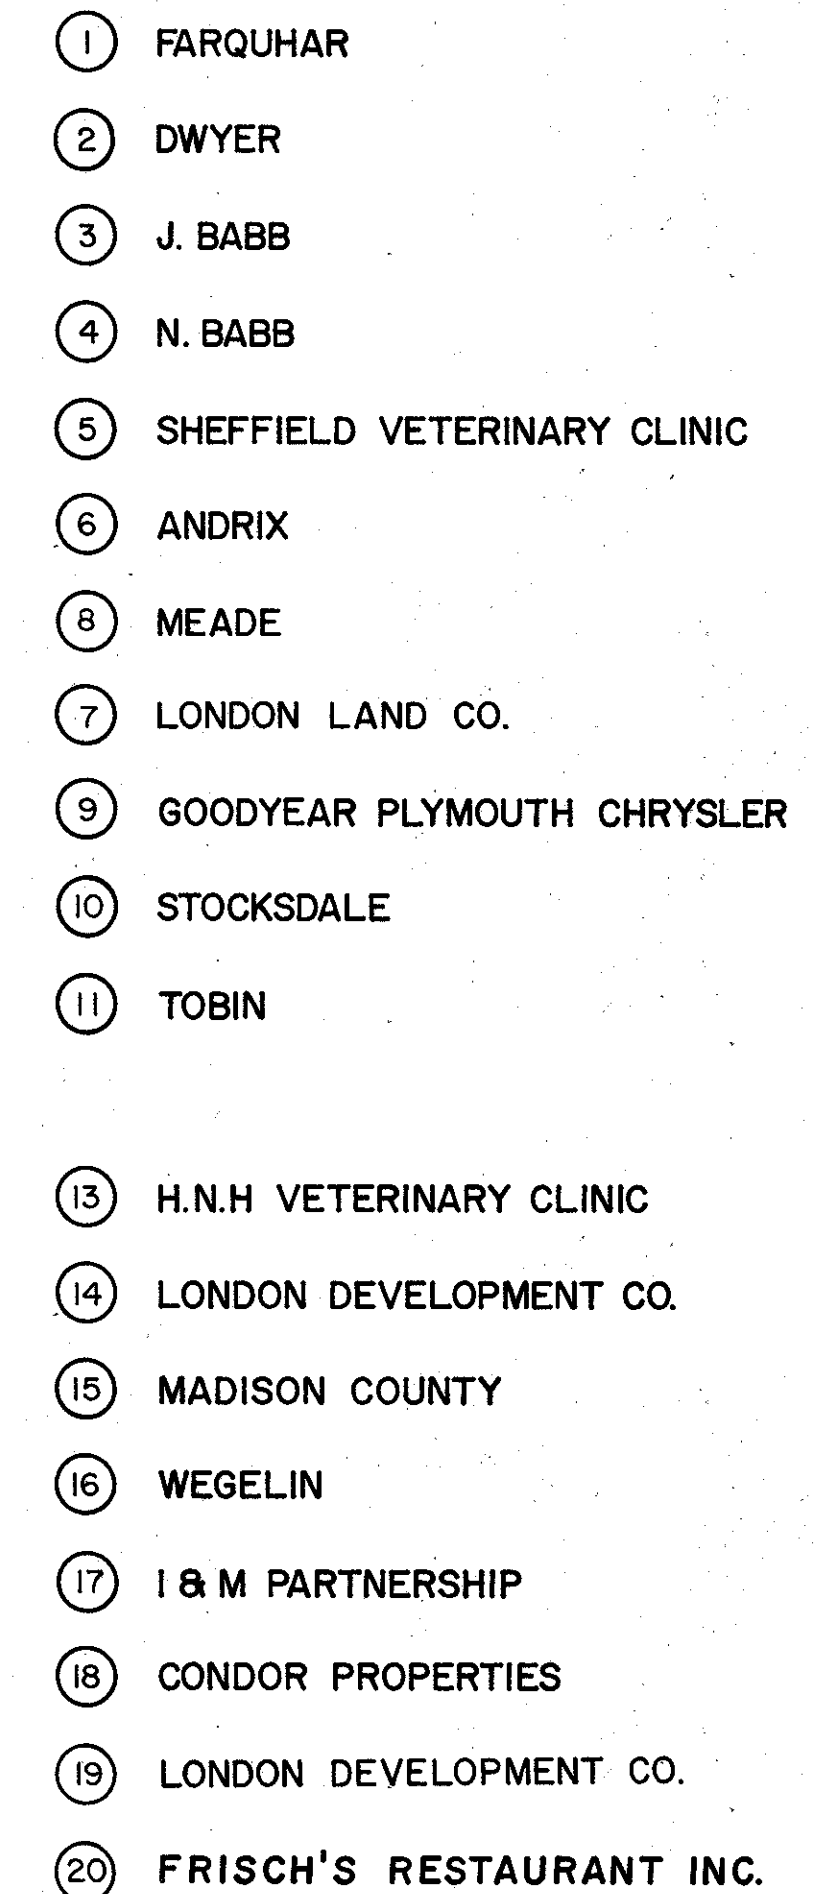 1 FARQUHAR
2 DWYER
3 J. BABB
4 N. BABB
5 SHEFFIELD VETERINARY CLINIC
6 ANDRIX
8 MEADE
7 LONDON LAND CO.
9 GOODYEAR PLYMOUTH CHRYSLER
10 STOCKSDALE
11 TOBIN
13 H.N.H VETERINARY CLINIC
14 LONDON DEVELOPMENT CO.
15 MADISON COUNTY
16 WEGELIN
17 I & M PARTNERSHIP
18 CONDOR PROPERTIES
19 LONDON DEVELOPMENT CO.
20 FRISCH'S RESTAURANT INC.